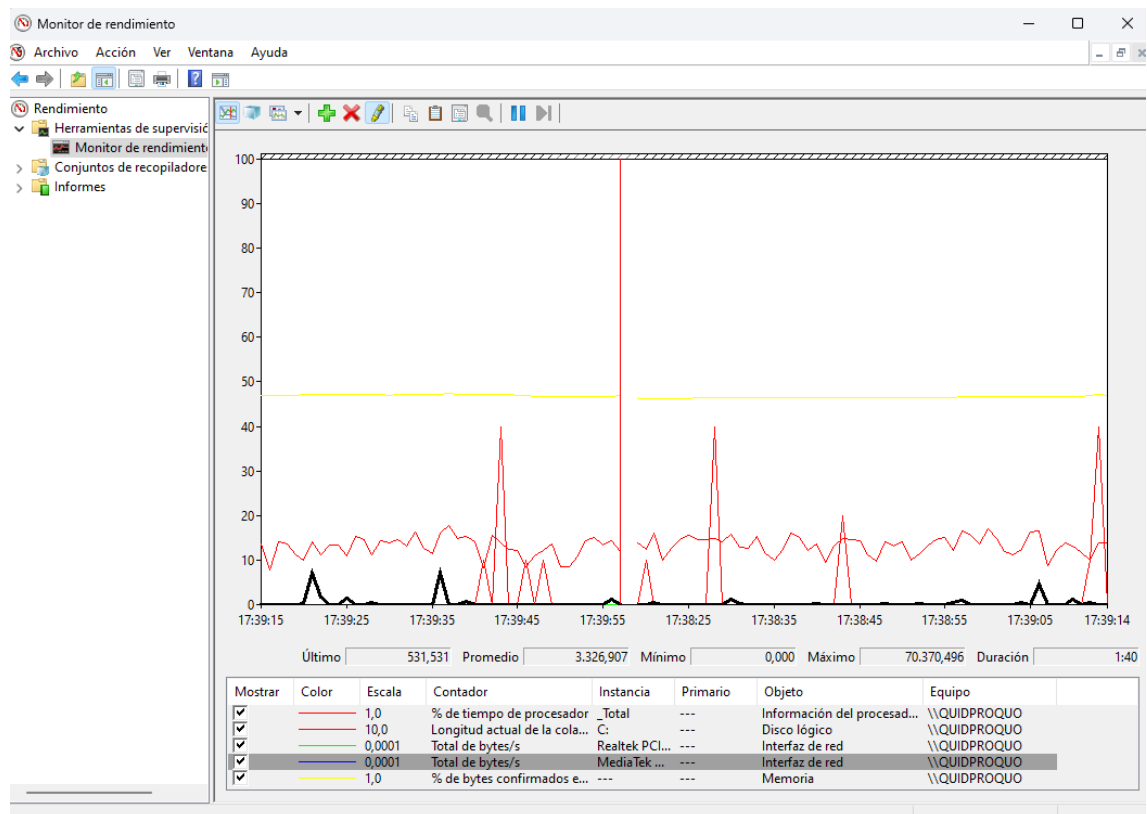 Monitor de rendimiento
Archivo Acción Ver Ventana Ayuda
Rendimiento
Herramientas de supervisió
Monitor de rendimient
Conjuntos de recopiladore
Informes
100
90
80
70
60
50
40
30
20
10
0
17:39:15 17:39:25 17:39:35 17:39:45 17:39:55 17:38:25 17:38:35 17:38:45 17:38:55 17:39:05 17:39:14
Último 531,531 Promedio 3.326,907 Mínimo 0,000 Máximo 70.370,496 Duración 1:40
Mostrar Color Escala Contador Instancia Primario Objeto Equipo
1,0 % de tiempo de procesador _Total --- Información del procesad... \\QUIDPROQUO
10,0 Longitud actual de la cola... C: --- Disco lógico \\QUIDPROQUO
0,0001 Total de bytes/s Realtek PCI... --- Interfaz de red \\QUIDPROQUO
0,0001 Total de bytes/s MediaTek ... --- Interfaz de red \\QUIDPROQUO
1,0 % de bytes confirmados e... --- --- Memoria \\QUIDPROQUO